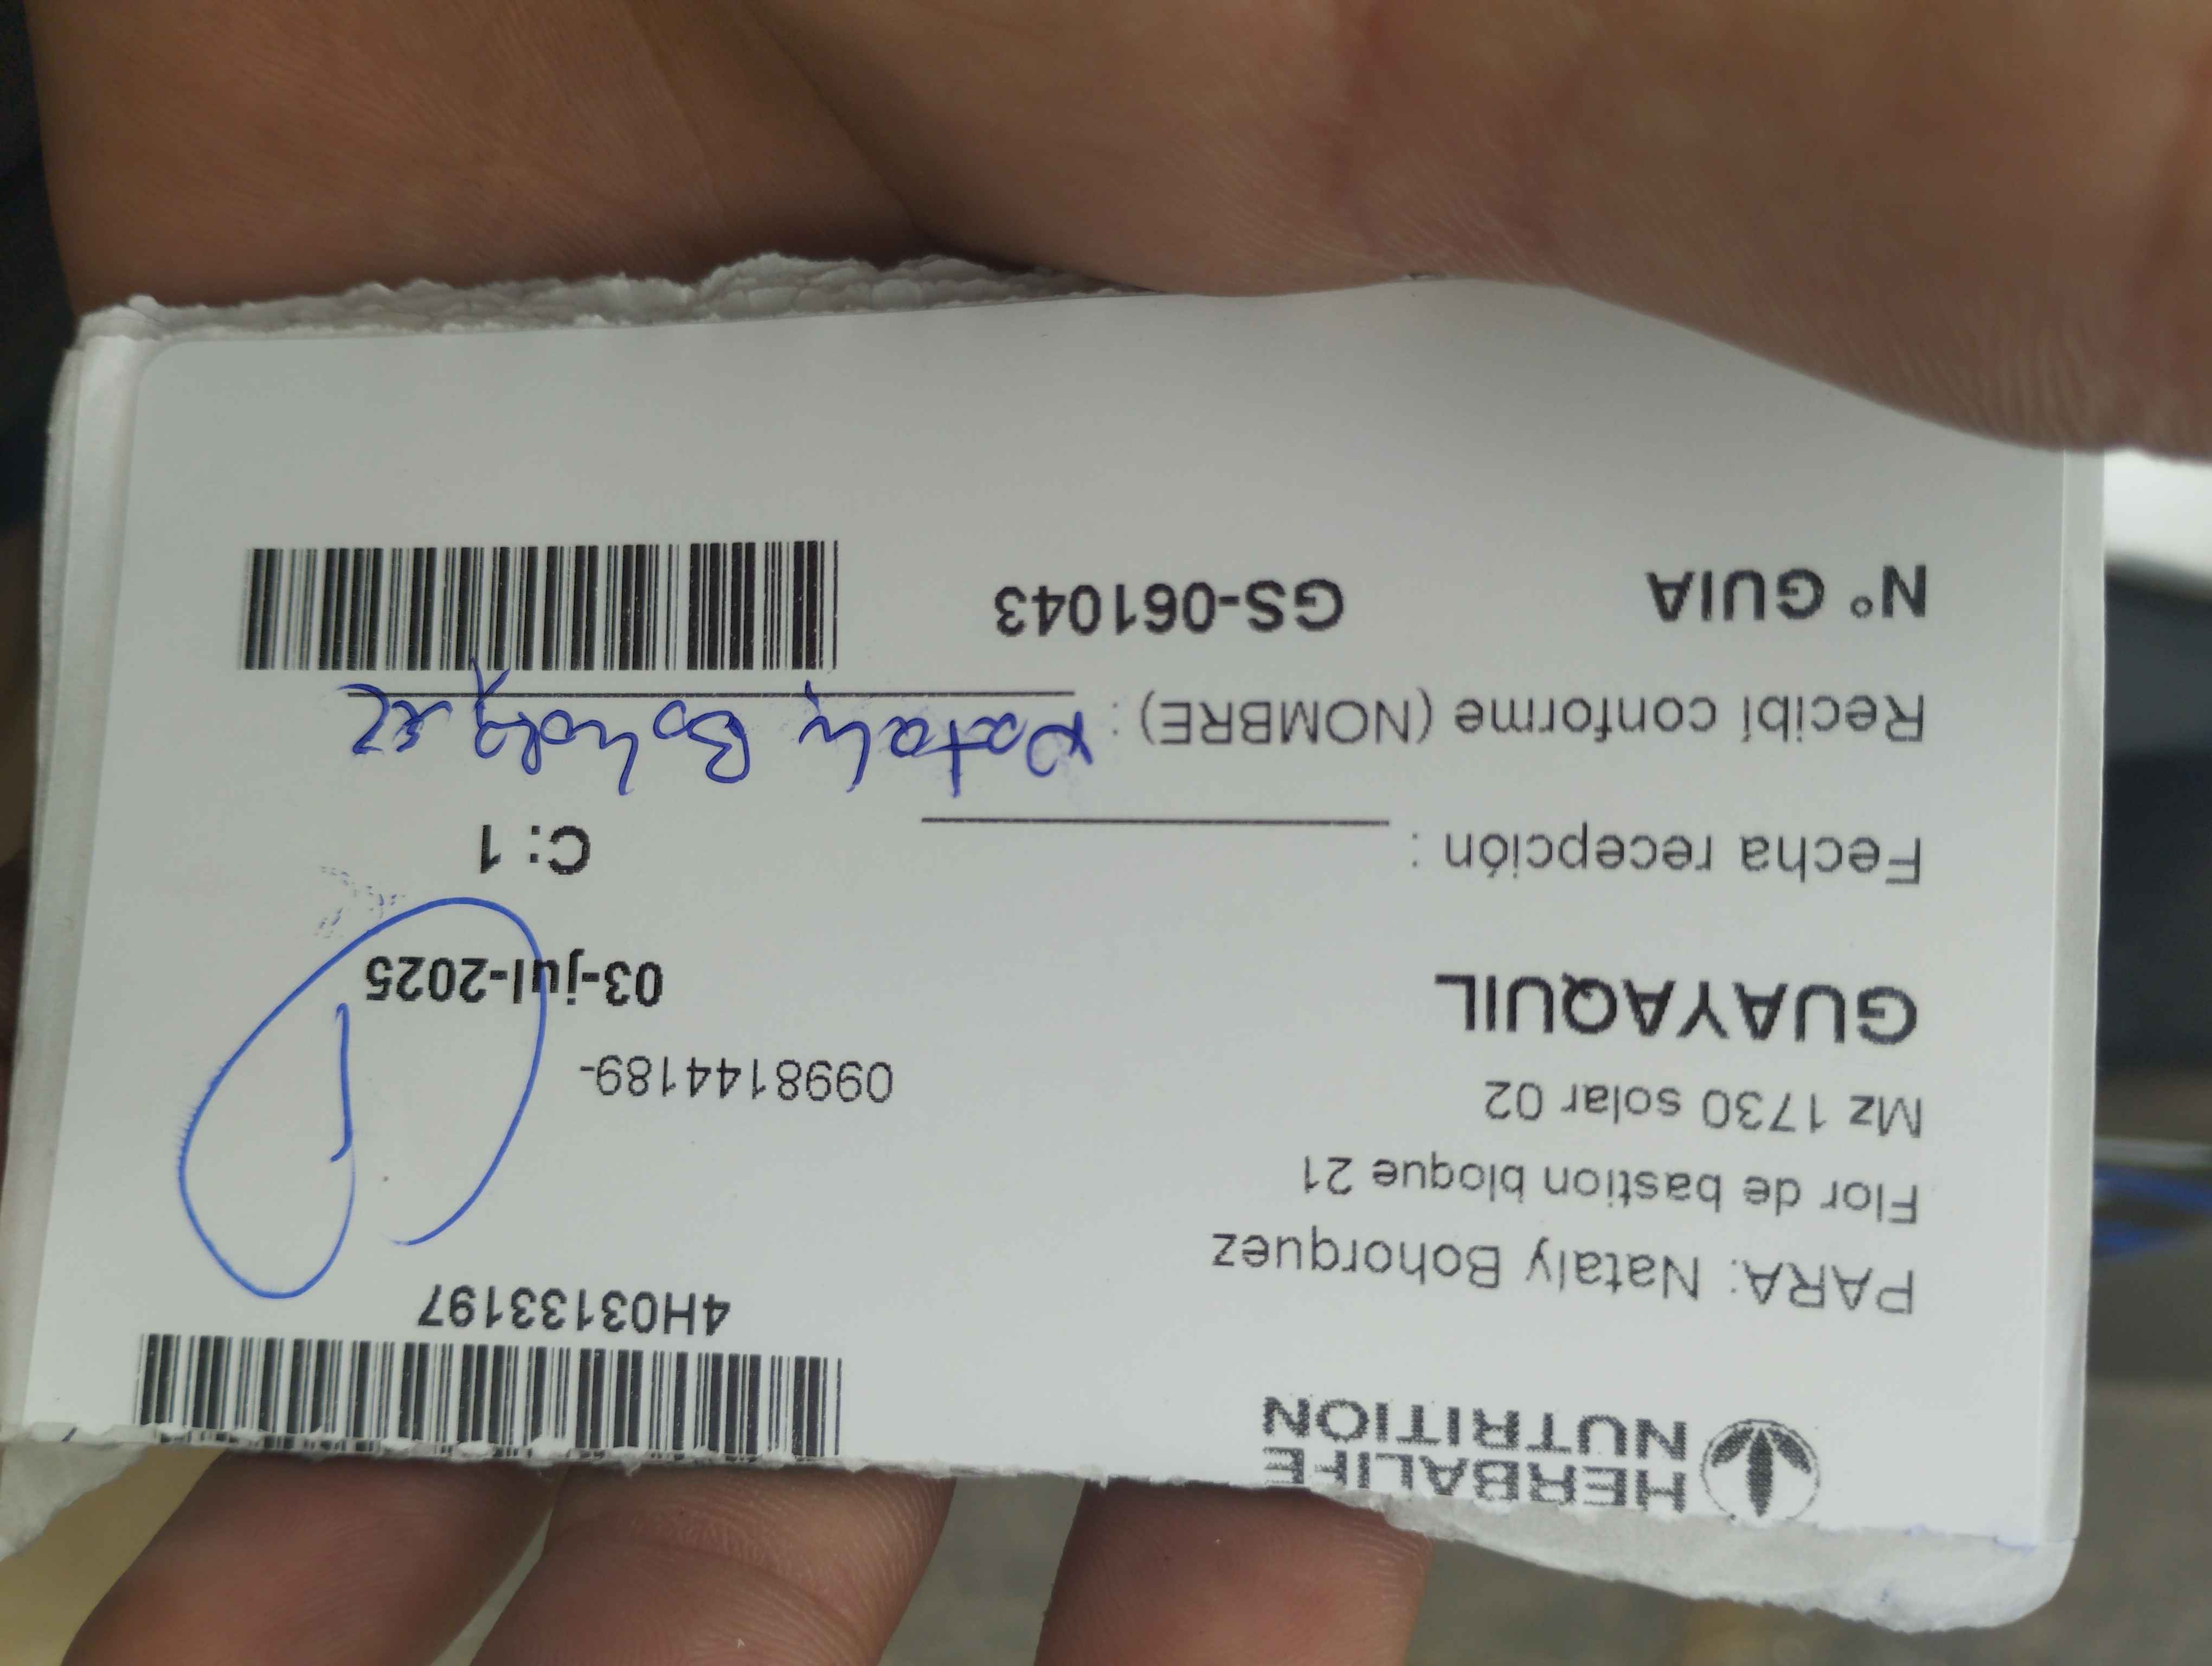 HERBALIFE
NUTRITION
4H03133197
PARA: Nataly Bohorquez
Flor de bastion bloque 21
Mz 1730 solar 02
0998144189-
GUAYAQUIL
03-jul-2025
Fecha recepción :
C: 1
Recibí conforme (NOMBRE) : Nataly Bohorquez
N° GUIA GS-061043